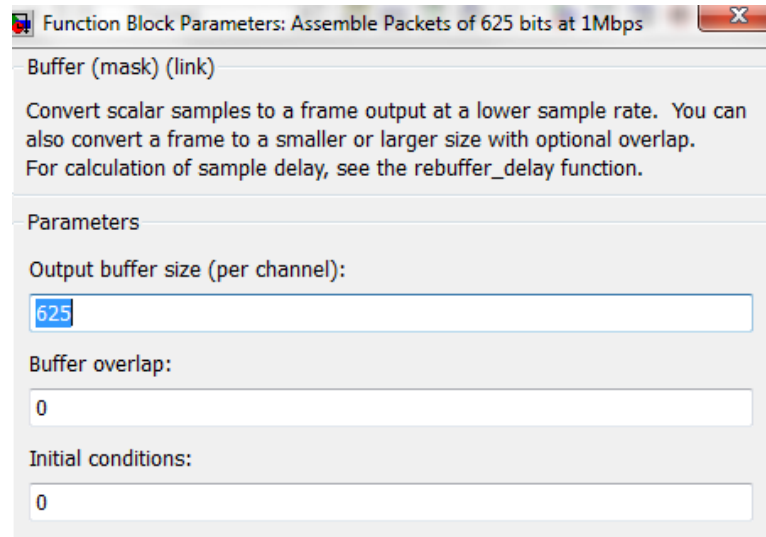 Function Block Parameters: Assemble Packets of 625 bits at 1Mbps
Buffer (mask) (link)
Convert scalar samples to a frame output at a lower sample rate. You can
also convert a frame to a smaller or larger size with optional overlap.
For calculation of sample delay, see the rebuffer_delay function.
Parameters
Output buffer size (per channel):
625
Buffer overlap:
0
Initial conditions:
0